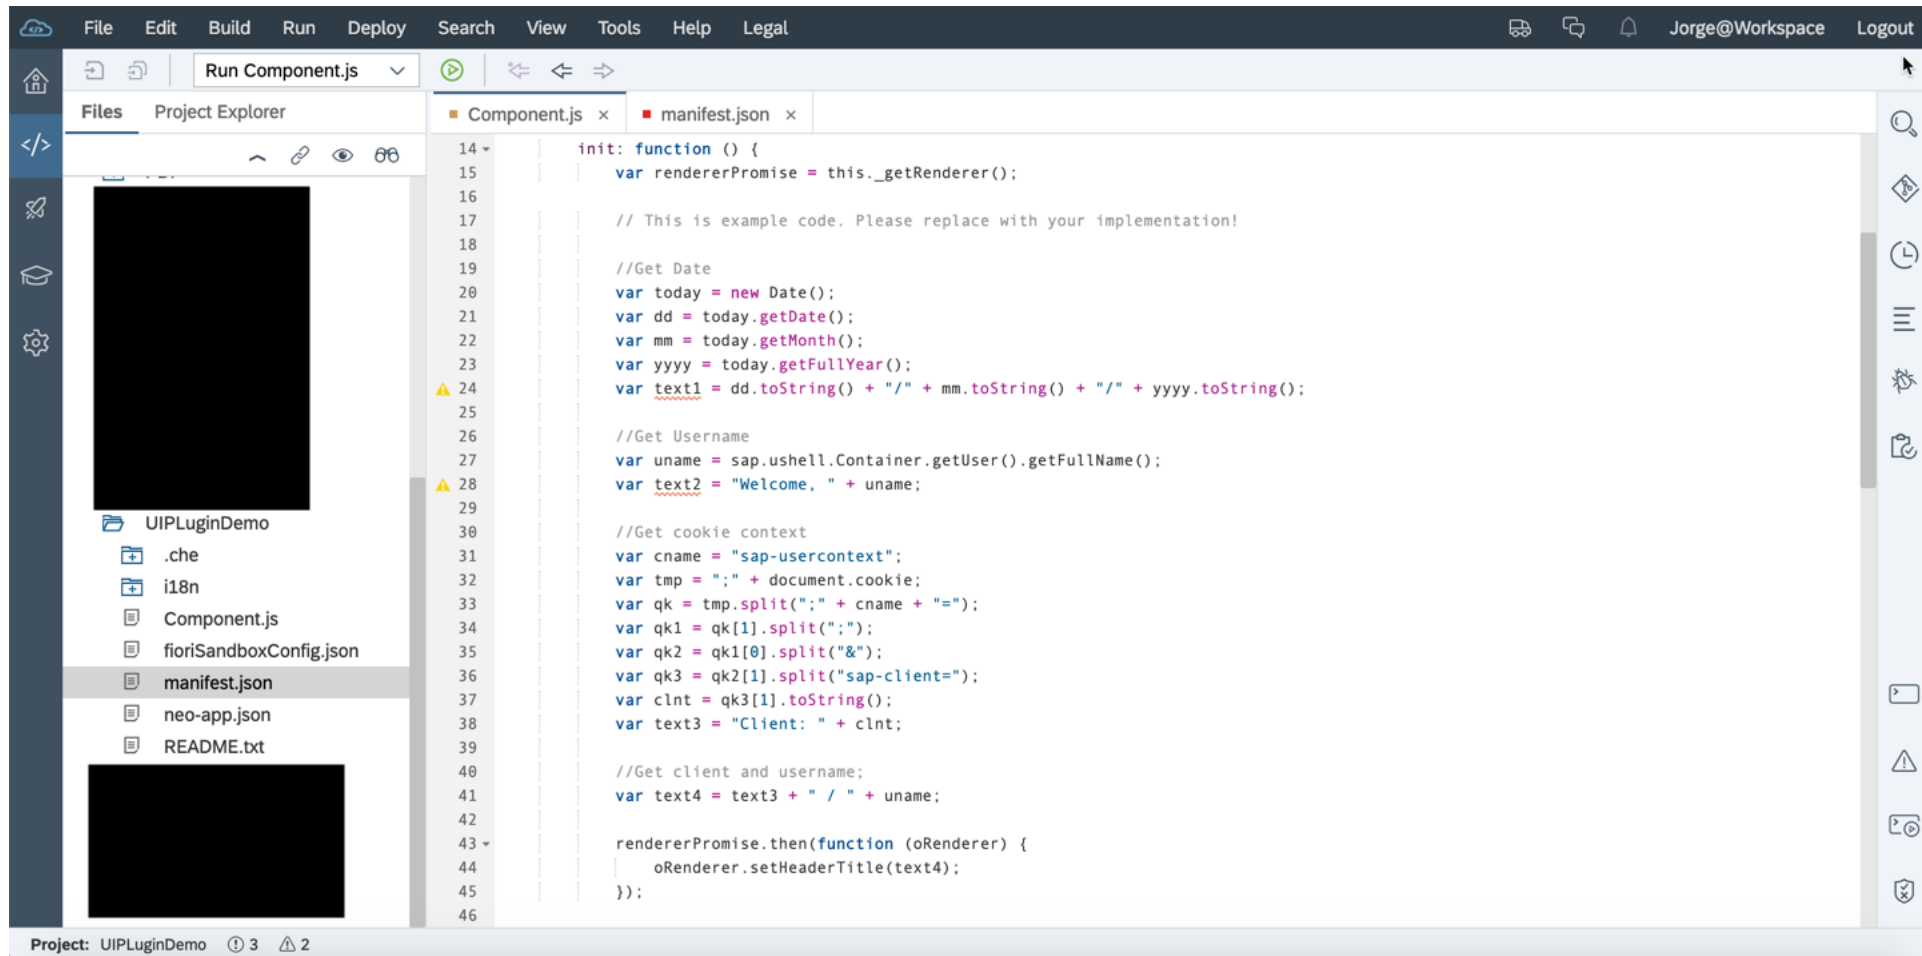 File Edit Build Run Deploy Search View Tools Help Legal Jorge@Workspace Logout
Run Component.js
Files Project Explorer
Component.js × manifest.json ×
UIPLuginDemo
.che
i18n
Component.js
fioriSandboxConfig.json
manifest.json
neo-app.json
README.txt
14 init: function () {
15 var rendererPromise = this._getRenderer();
16
17 // This is example code. Please replace with your implementation!
18
19 //Get Date
20 var today = new Date();
21 var dd = today.getDate();
22 var mm = today.getMonth();
23 var yyyy = today.getFullYear();
24 var text1 = dd.toString() + "/" + mm.toString() + "/" + yyyy.toString();
25
26 //Get Username
27 var uname = sap.ushell.Container.getUser().getFullName();
28 var text2 = "Welcome, " + uname;
29
30 //Get cookie context
31 var cname = "sap-usercontext";
32 var tmp = ";" + document.cookie;
33 var qk = tmp.split(";" + cname + "=");
34 var qk1 = qk[1].split(";");
35 var qk2 = qk1[0].split("&");
36 var qk3 = qk2[1].split("sap-client=");
37 var clnt = qk3[1].toString();
38 var text3 = "Client: " + clnt;
39
40 //Get client and username;
41 var text4 = text3 + " / " + uname;
42
43 rendererPromise.then(function (oRenderer) {
44 oRenderer.setHeaderTitle(text4);
45 });
46
Project: UIPLuginDemo 3 2